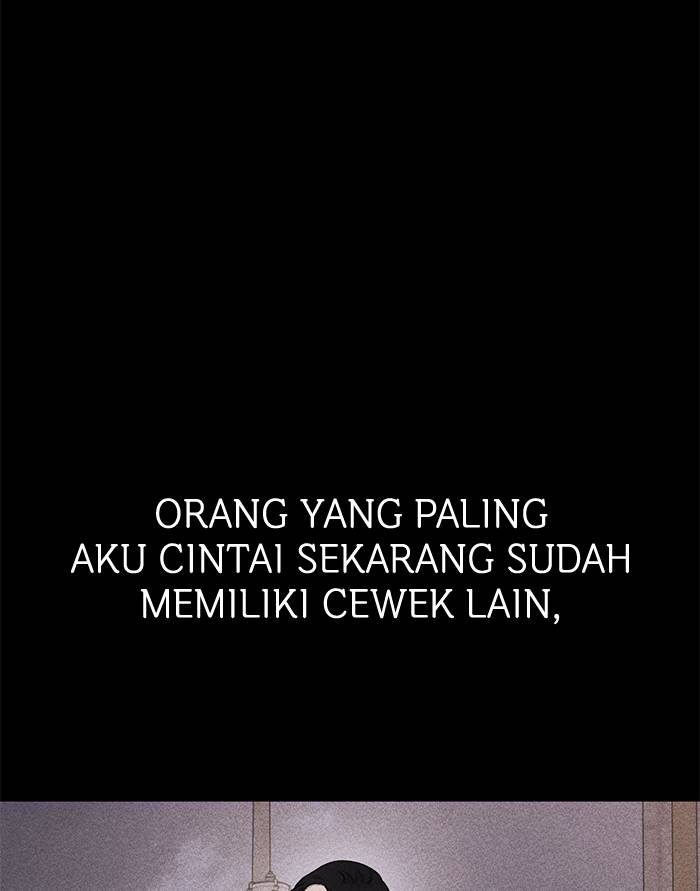 ORANG YANG PALING
AKU CINTAI SEKARANG SUDAH
MEMILIKI CEWEK LAIN,